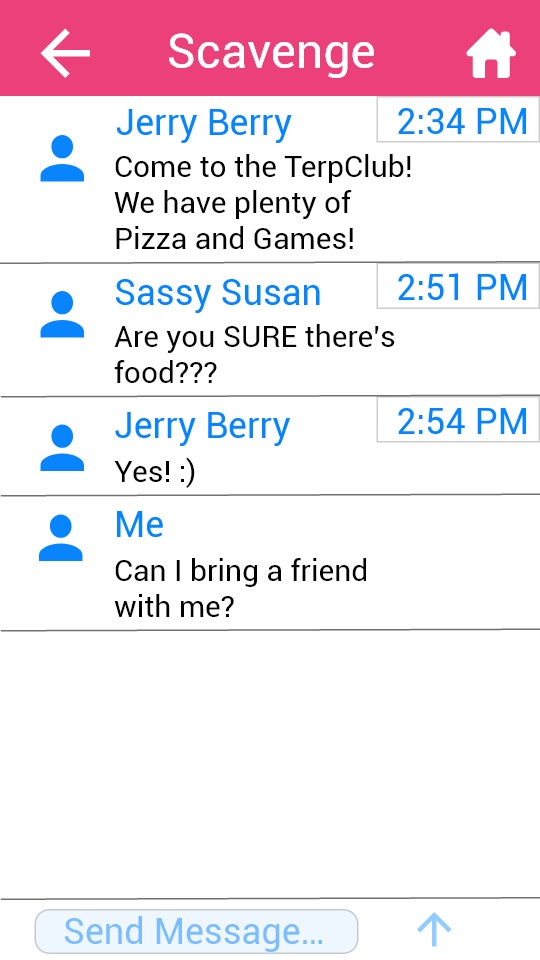 Scavenge
Jerry Berry 2:34 PM
Come to the TerpClub!
We have plenty of
Pizza and Games!
Sassy Susan 2:51 PM
Are you SURE there's
food???
Jerry Berry 2:54 PM
Yes! :)
Me
Can I bring a friend
with me?
Send Message...